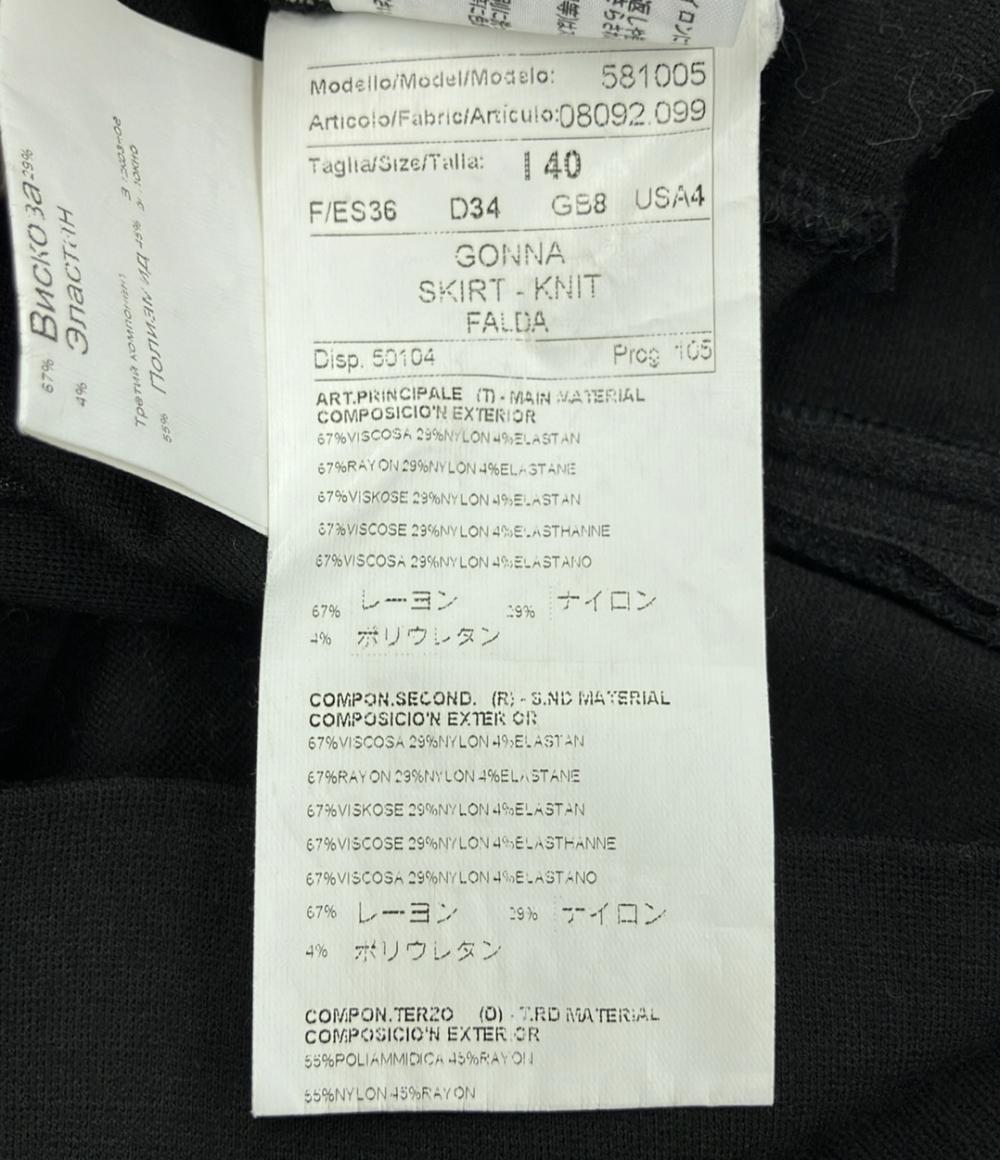 Modello/Model/Modelo: 581005
Articolo/Fabric/Articulo:08092.099
Taglia/Size/Talla: I 40
F/ES36 D34 GB8 USA4
GONNA
SKIRT - KNIT
FALDA
Disp. 50104 Prog 105
ART.PRINCIPALE (T) - MAIN MATERIAL
COMPOSICIO'N EXTERIOR
67%VISCOSA 29%NYLON 4%ELASTAN
67%RAYON 29%NYLON 4%ELASTANE
67%VISKOSE 29%NYLON 4%ELASTAN
67%VISCOSE 29%NYLON 4%ELASTHANNE
67%VISCOSA 29%NYLON 4%ELASTANO
67% レーヨン 29% ナイロン
4% ポリウレタン
COMPON.SECOND. (R) - S.ND MATERIAL
COMPOSICIO'N EXTERIOR
67%VISCOSA 29%NYLON 4%ELASTAN
67%RAYON 29%NYLON 4%ELASTANE
67%VISKOSE 29%NYLON 4%ELASTAN
67%VISCOSE 29%NYLON 4%ELASTHANNE
67%VISCOSA 29%NYLON 4%ELASTANO
67% レーヨン 29% ナイロン
4% ポリウレタン
COMPON.TERZO (D) - T.RD MATERIAL
COMPOSICIO'N EXTERIOR
55%POLIAMMIDICA 45%RAYON
55%NYLON 45%RAYON
67% Вискоза 29%
4% Эластан
Третий компонент
55% Полиамид 45%